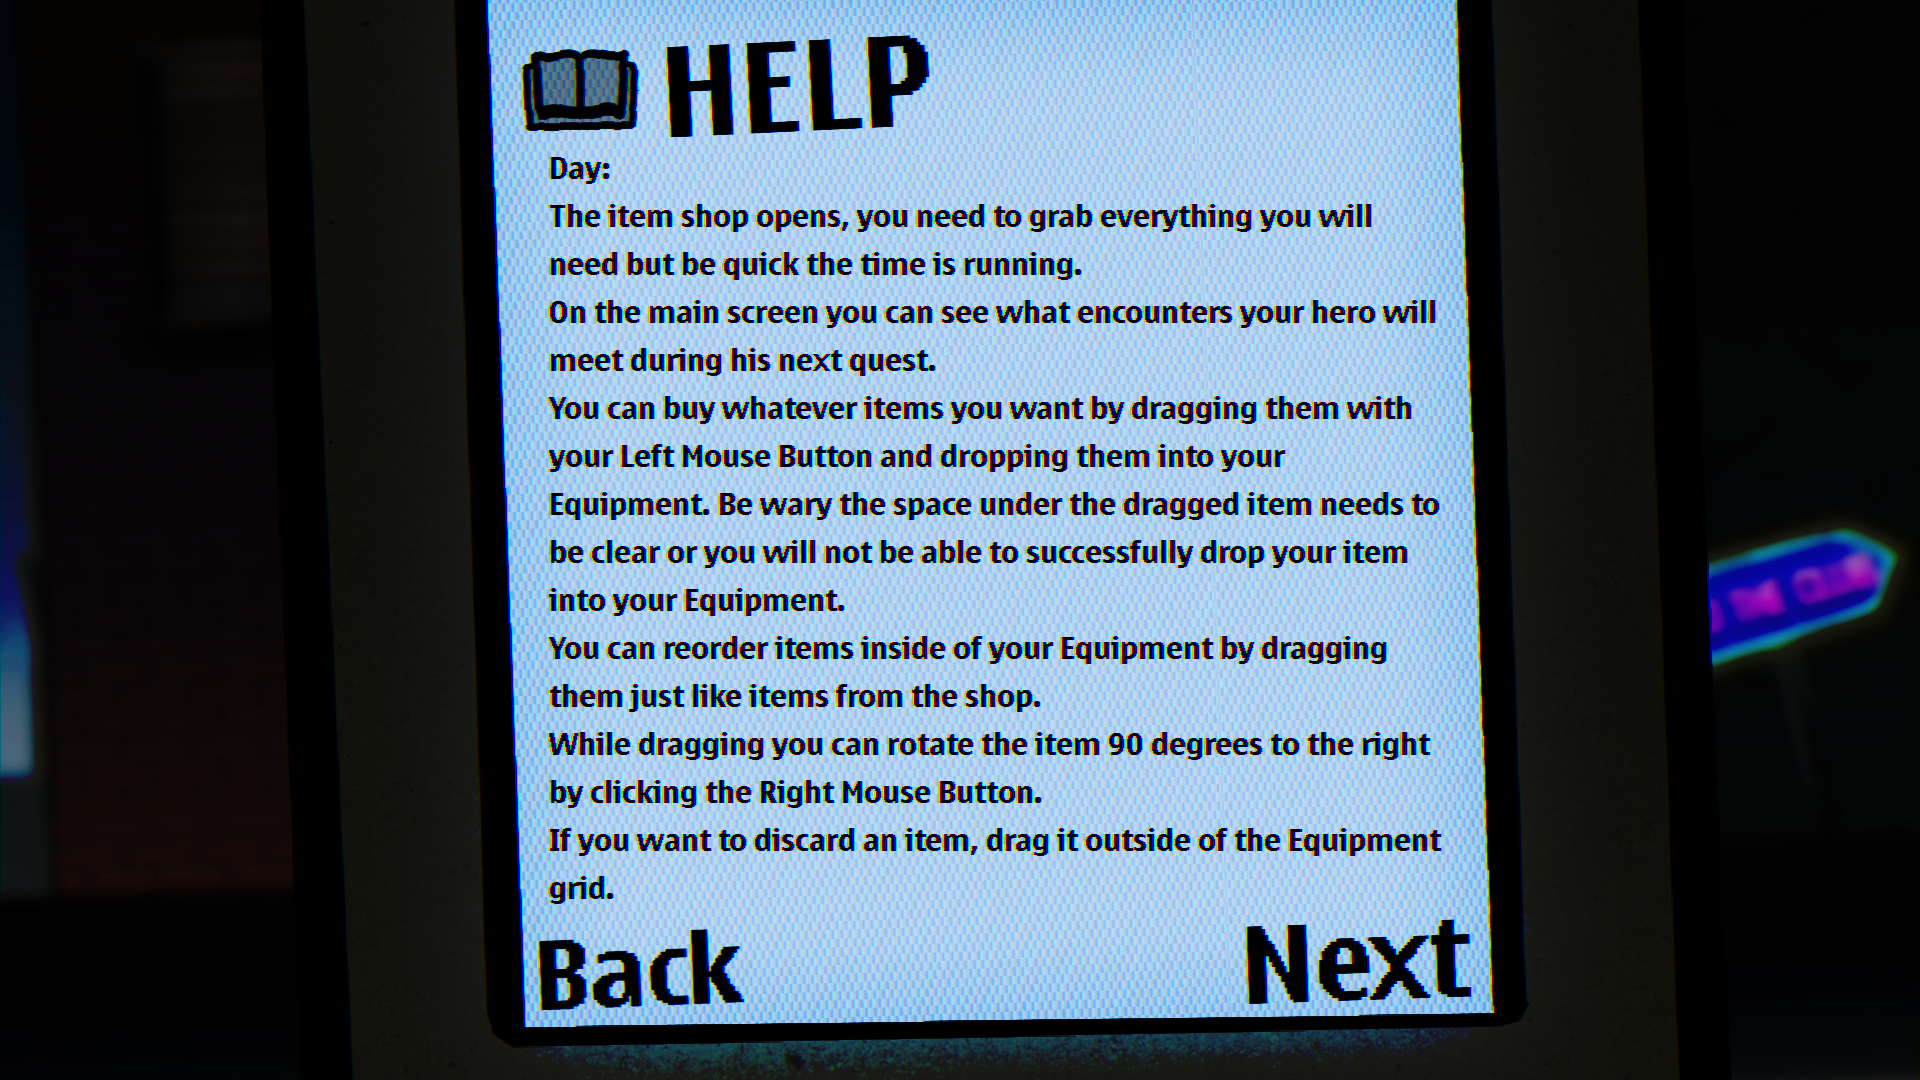 HELP
Day:
The item shop opens, you need to grab everything you will
need but be quick the time is running.
On the main screen you can see what encounters your hero will
meet during his next quest.
You can buy whatever items you want by dragging them with
your Left Mouse Button and dropping them into your
Equipment. Be wary the space under the dragged item needs to
be clear or you will not be able to successfully drop your item
into your Equipment.
You can reorder items inside of your Equipment by dragging
them just like items from the shop.
While dragging you can rotate the item 90 degrees to the right
by clicking the Right Mouse Button.
If you want to discard an item, drag it outside of the Equipment
grid.
Back
Next